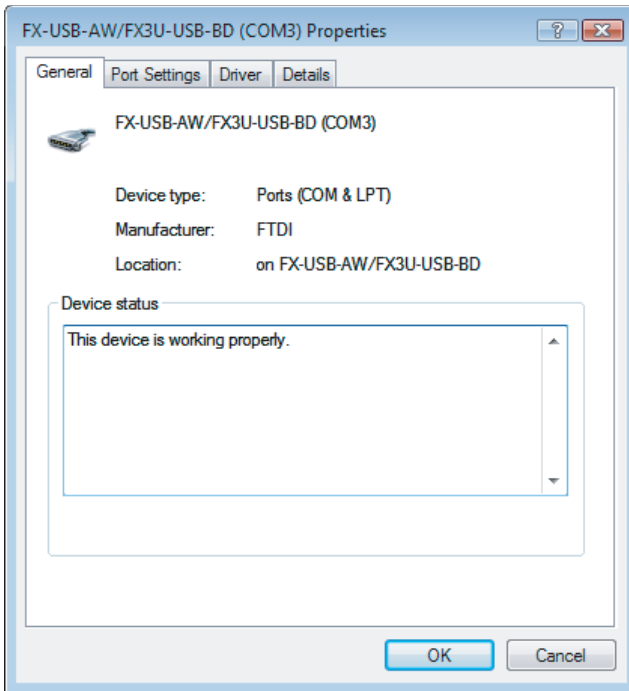 FX-USB-AW/FX3U-USB-BD (COM3) Properties
General Port Settings Driver Details
FX-USB-AW/FX3U-USB-BD (COM3)
Device type: Ports (COM & LPT)
Manufacturer: FTDI
Location: on FX-USB-AW/FX3U-USB-BD
Device status
This device is working properly.
OK Cancel